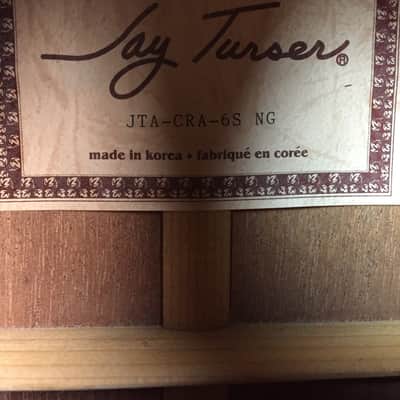 Jay Turser®
JTA-CRA-6S NG
made in korea • fabriqué en corée